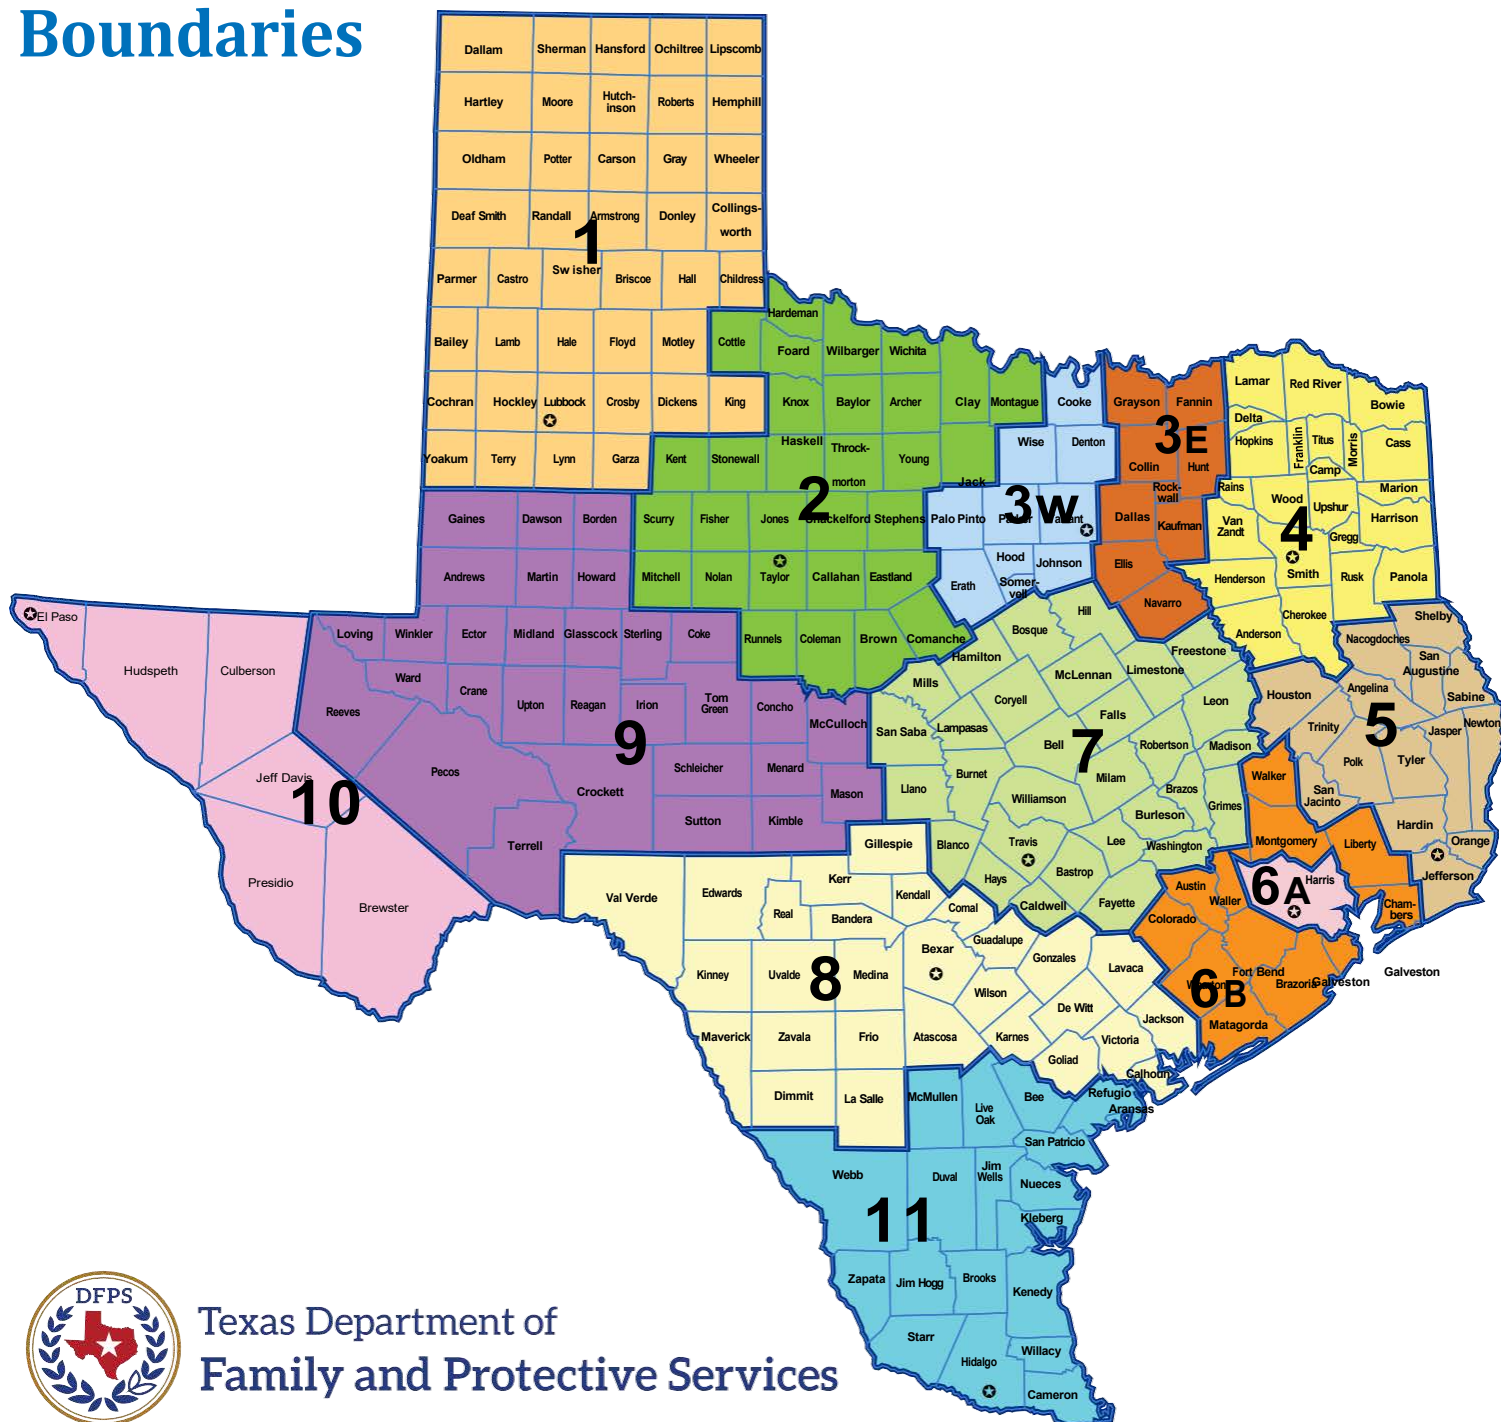 Boundaries
Dallam
Sherman
Hansford
Ochiltree
Lipscomb
Hartley
Moore
Hutch-
inson
Roberts
Hemphill
Oldham
Potter
Carson
Gray
Wheeler
Deaf Smith
Randall
Armstrong
Donley
Collings-
worth
1
Parmer
Castro
Sw isher
Briscoe
Hall
Childress
Bailey
Lamb
Hale
Floyd
Motley
Cochran
Hockley
Lubbock
Crosby
Dickens
King
Yoakum
Terry
Lynn
Garza
Hardeman
Cottle
Foard
Wilbarger
Wichita
Knox
Baylor
Archer
Clay
Montague
Kent
Stonewall
Haskell
Throck-
morton
Young
Jack
2
Scurry
Fisher
Jones
Shackelford
Stephens
Mitchell
Nolan
Taylor
Callahan
Eastland
Runnels
Coleman
Brown
Comanche
Cooke
Wise
Denton
3W
Palo Pinto
Hood
Johnson
Erath
Somer-
vell
Grayson
Fannin
3E
Collin
Hunt
Rock-
wall
Dallas
Kaufman
Ellis
Navarro
Lamar
Red River
Bowie
Delta
Hopkins
Franklin
Titus
Morris
Cass
Camp
Rains
Wood
Upshur
Marion
Harrison
Van
Zandt
4
Gregg
Henderson
Smith
Rusk
Panola
Anderson
Cherokee
Gaines
Dawson
Borden
Andrews
Martin
Howard
Loving
Winkler
Ector
Midland
Glasscock
Sterling
Coke
Ward
Crane
Upton
Reagan
Irion
Tom
Green
Concho
McCulloch
Reeves
9
Pecos
Crockett
Schleicher
Menard
Mason
Sutton
Kimble
Terrell
El Paso
Hudspeth
Culberson
Jeff Davis
10
Presidio
Brewster
Hill
Bosque
Hamilton
Freestone
Limestone
McLennan
Mills
Coryell
Leon
Falls
San Saba
Lampasas
Bell
7
Robertson
Madison
Burnet
Milam
Llano
Williamson
Brazos
Grimes
Burleson
Blanco
Travis
Lee
Washington
Hays
Bastrop
Caldwell
Fayette
Shelby
Nacogdoches
San
Augustine
Houston
Angelina
Sabine
Trinity
5
Jasper
Newton
Polk
Tyler
San
Jacinto
Hardin
Orange
Jefferson
Walker
Montgomery
Liberty
6A
Harris
Cham-
bers
Austin
Waller
Colorado
Fort Bend
6B
Brazoria
Galveston
Galveston
Matagorda
Gillespie
Val Verde
Edwards
Kerr
Kendall
Real
Bandera
Comal
Bexar
Guadalupe
Gonzales
Lavaca
Kinney
Uvalde
8
Medina
Wilson
De Witt
Jackson
Maverick
Zavala
Frio
Atascosa
Karnes
Victoria
Goliad
Calhoun
Dimmit
La Salle
McMullen
Live
Oak
Bee
Refugio
Aransas
San Patricio
Webb
Duval
Jim
Wells
Nueces
11
Kleberg
Zapata
Jim Hogg
Brooks
Kenedy
Starr
Hidalgo
Willacy
Cameron
DFPS
Texas Department of
Family and Protective Services